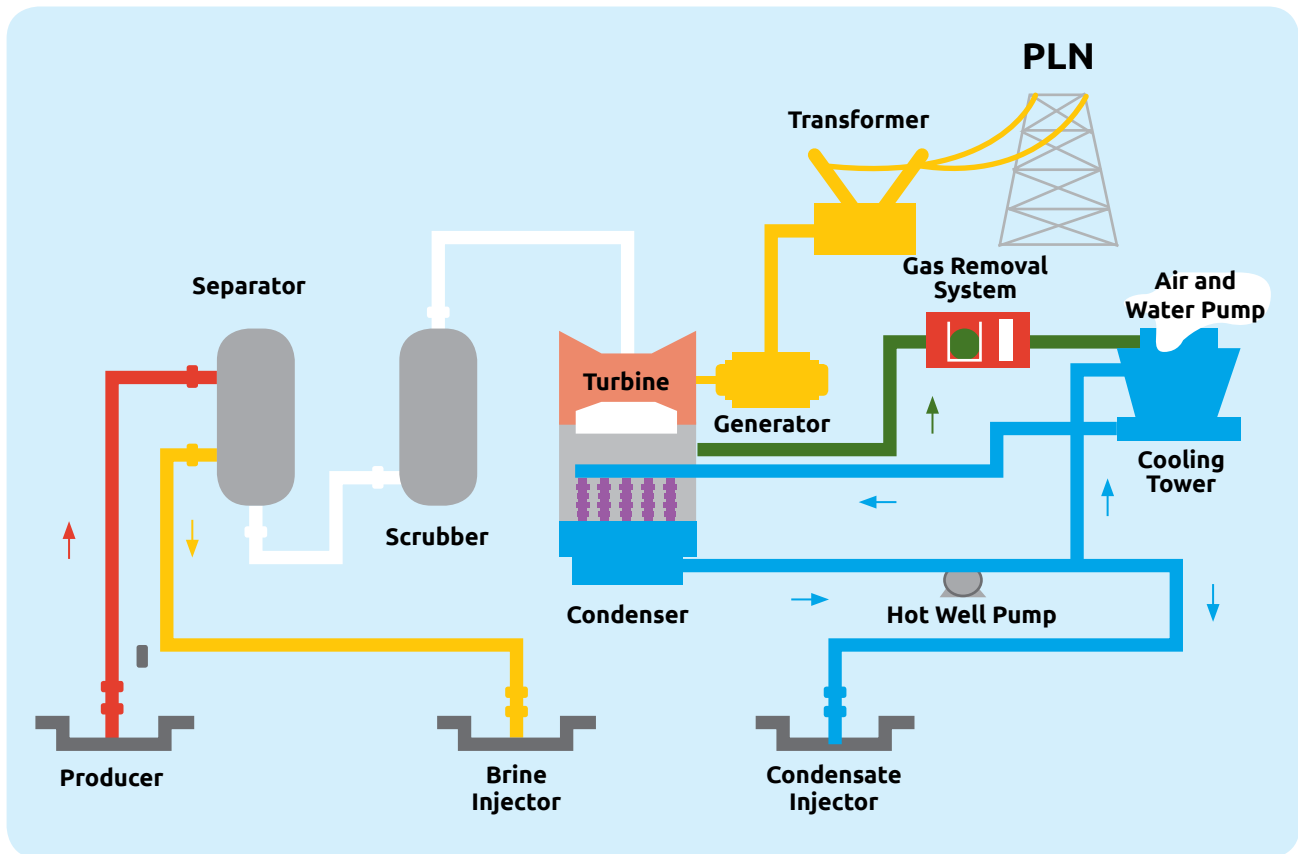 PLN
Transformer
Gas Removal
System
Air and
Water Pump
Separator
Turbine
Generator
Cooling
Tower
Scrubber
Condenser
Hot Well Pump
Producer
Brine
Injector
Condensate
Injector